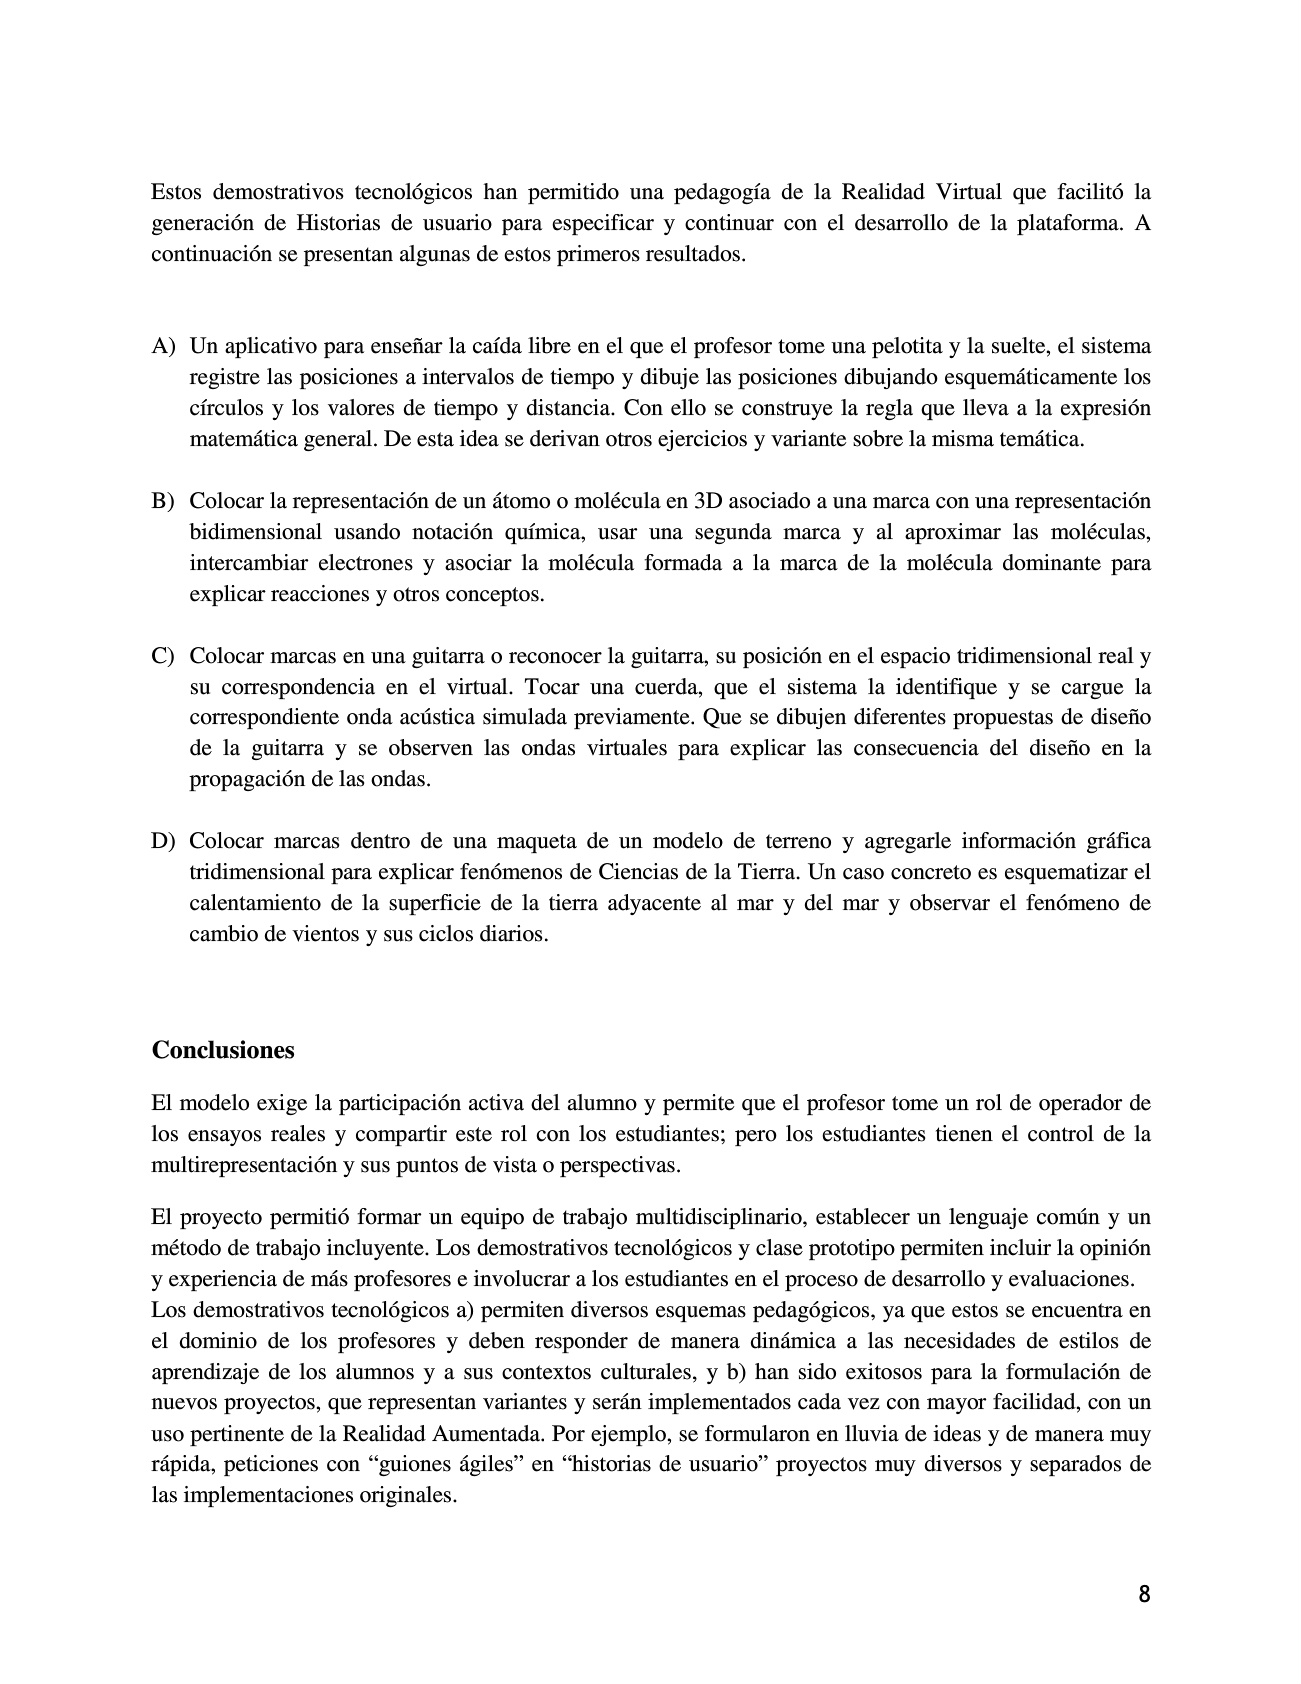 Estos demostrativos tecnológicos han permitido una pedagogía de la Realidad Virtual que facilitó la
generación de Historias de usuario para especificar y continuar con el desarrollo de la plataforma. A
continuación se presentan algunas de estos primeros resultados.
A) Un aplicativo para enseñar la caída libre en el que el profesor tome una pelotita y la suelte, el sistema
registre las posiciones a intervalos de tiempo y dibuje las posiciones dibujando esquemáticamente los
círculos y los valores de tiempo y distancia. Con ello se construye la regla que lleva a la expresión
matemática general. De esta idea se derivan otros ejercicios y variante sobre la misma temática.
B) Colocar la representación de un átomo o molécula en 3D asociado a una marca con una representación
bidimensional usando notación química, usar una segunda marca y al aproximar las moléculas,
intercambiar electrones y asociar la molécula formada a la marca de la molécula dominante para
explicar reacciones y otros conceptos.
C) Colocar marcas en una guitarra o reconocer la guitarra, su posición en el espacio tridimensional real y
su correspondencia en el virtual. Tocar una cuerda, que el sistema la identifique y se cargue la
correspondiente onda acústica simulada previamente. Que se dibujen diferentes propuestas de diseño
de la guitarra y se observen las ondas virtuales para explicar las consecuencia del diseño en la
propagación de las ondas.
D) Colocar marcas dentro de una maqueta de un modelo de terreno y agregarle información gráfica
tridimensional para explicar fenómenos de Ciencias de la Tierra. Un caso concreto es esquematizar el
calentamiento de la superficie de la tierra adyacente al mar y del mar y observar el fenómeno de
cambio de vientos y sus ciclos diarios.
Conclusiones
El modelo exige la participación activa del alumno y permite que el profesor tome un rol de operador de
los ensayos reales y compartir este rol con los estudiantes; pero los estudiantes tienen el control de la
multirepresentación y sus puntos de vista o perspectivas.
El proyecto permitió formar un equipo de trabajo multidisciplinario, establecer un lenguaje común y un
método de trabajo incluyente. Los demostrativos tecnológicos y clase prototipo permiten incluir la opinión
y experiencia de más profesores e involucrar a los estudiantes en el proceso de desarrollo y evaluaciones.
Los demostrativos tecnológicos a) permiten diversos esquemas pedagógicos, ya que estos se encuentra en
el dominio de los profesores y deben responder de manera dinámica a las necesidades de estilos de
aprendizaje de los alumnos y a sus contextos culturales, y b) han sido exitosos para la formulación de
nuevos proyectos, que representan variantes y serán implementados cada vez con mayor facilidad, con un
uso pertinente de la Realidad Aumentada. Por ejemplo, se formularon en lluvia de ideas y de manera muy
rápida, peticiones con “guiones ágiles” en “historias de usuario” proyectos muy diversos y separados de
las implementaciones originales.
8